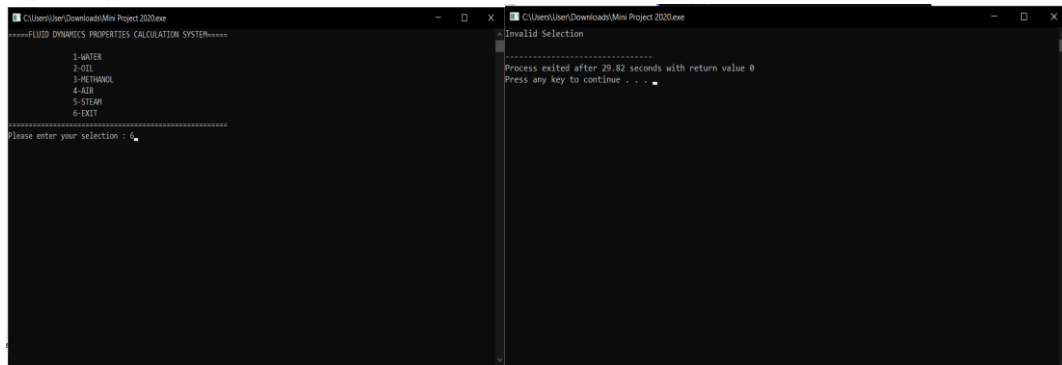 C:\Users\User\Downloads\Mini Project 2020.exe
=====FLUID DYNAMICS PROPERTIES CALCULATION SYSTEM=====
1-WATER
2-OIL
3-METHANOL
4-AIR
5-STEAM
6-EXIT
======================================================
Please enter your selection : 6
C:\Users\User\Downloads\Mini Project 2020.exe
Invalid Selection
--------------------------------
Process exited after 29.82 seconds with return value 0
Press any key to continue . . .